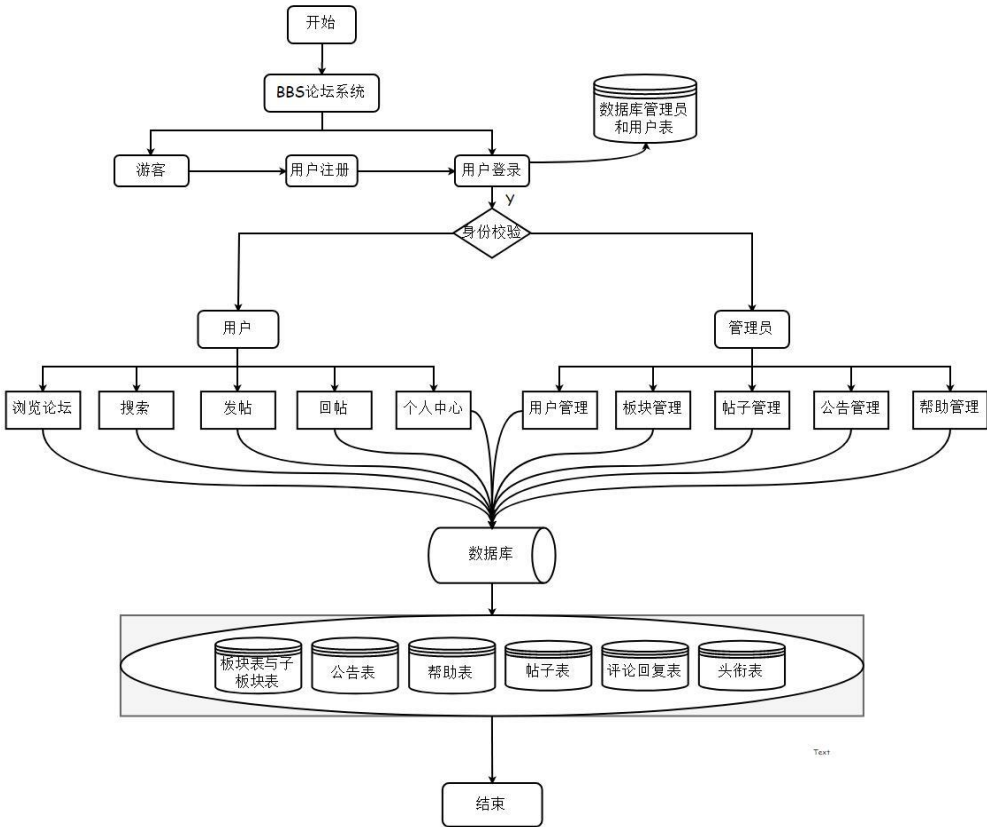 开始
BBS论坛系统
数据库管理员
和用户表
游客
用户注册
用户登录
Y
身份校验
用户
管理员
浏览论坛
搜索
发帖
回帖
个人中心
用户管理
板块管理
帖子管理
公告管理
帮助管理
数据库
板块表与子
板块表
公告表
帮助表
帖子表
评论回复表
头衔表
Text
结束